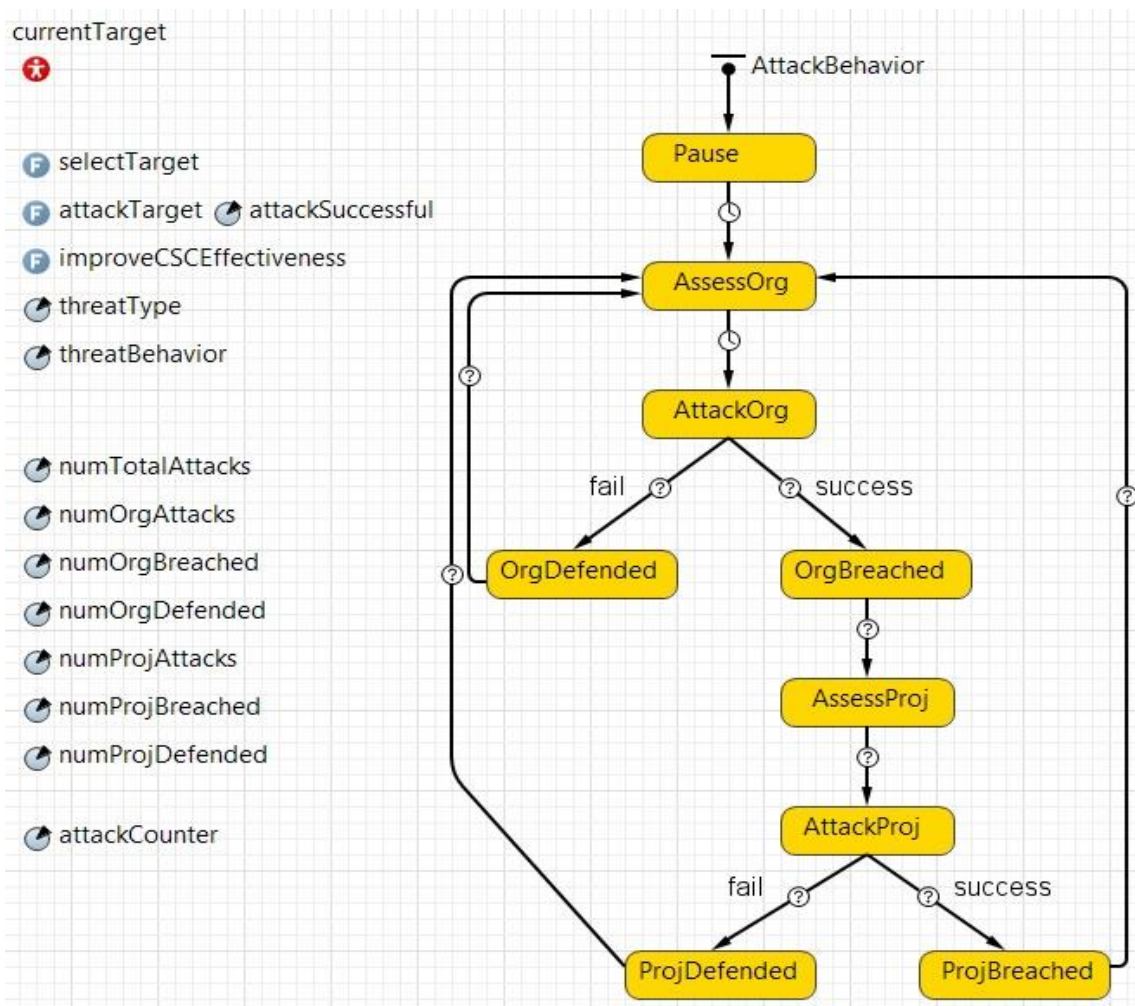 currentTarget
AttackBehavior
Pause
selectTarget
attackTarget attackSuccessful
improveCSCEffectiveness
AssessOrg
threatType
threatBehavior
AttackOrg
numTotalAttacks
fail success
numOrgAttacks
numOrgBreached
OrgDefended OrgBreached
numOrgDefended
numProjAttacks
numProjBreached
AssessProj
numProjDefended
attackCounter
AttackProj
fail success
ProjDefended ProjBreached